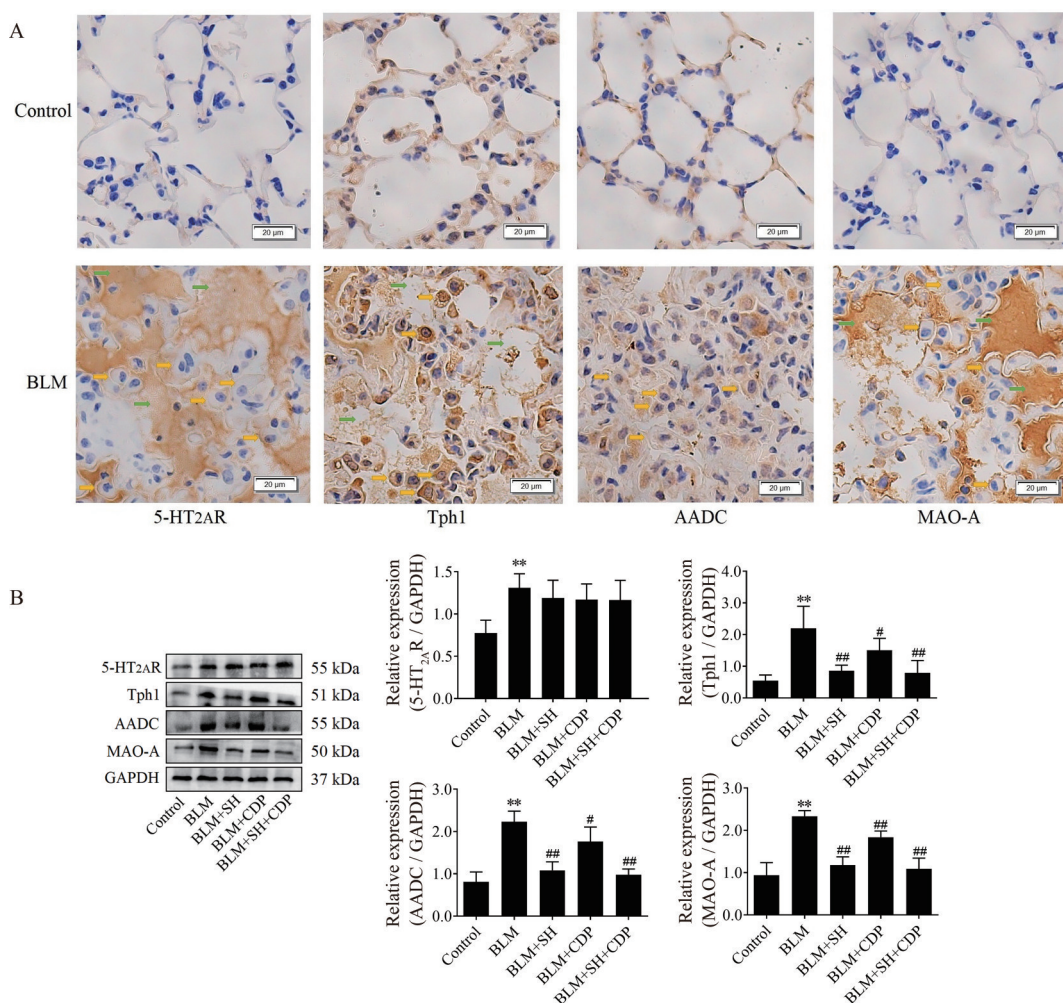 A
Control
20 µm
20 µm
20 µm
20 µm
BLM
20 µm
20 µm
20 µm
20 µm
5-HT2AR
Tph1
AADC
MAO-A
B
5-HT2AR 55 kDa
Tph1 51 kDa
AADC 55 kDa
MAO-A 50 kDa
GAPDH 37 kDa
Control
BLM
BLM+SH
BLM+CDP
BLM+SH+CDP
Relative expression
(5-HT2AR / GAPDH)
1.5
1.0
0.5
0.0
**
Control
BLM
BLM+SH
BLM+CDP
BLM+SH+CDP
Relative expression
(Tph1 / GAPDH)
4.0
3.0
2.0
1.0
0.0
**
##
#
##
Control
BLM
BLM+SH
BLM+CDP
BLM+SH+CDP
Relative expression
(AADC / GAPDH)
3.0
2.0
1.0
0.0
**
##
#
##
Control
BLM
BLM+SH
BLM+CDP
BLM+SH+CDP
Relative expression
(MAO-A / GAPDH)
3.0
2.0
1.0
0.0
**
##
##
##
Control
BLM
BLM+SH
BLM+CDP
BLM+SH+CDP